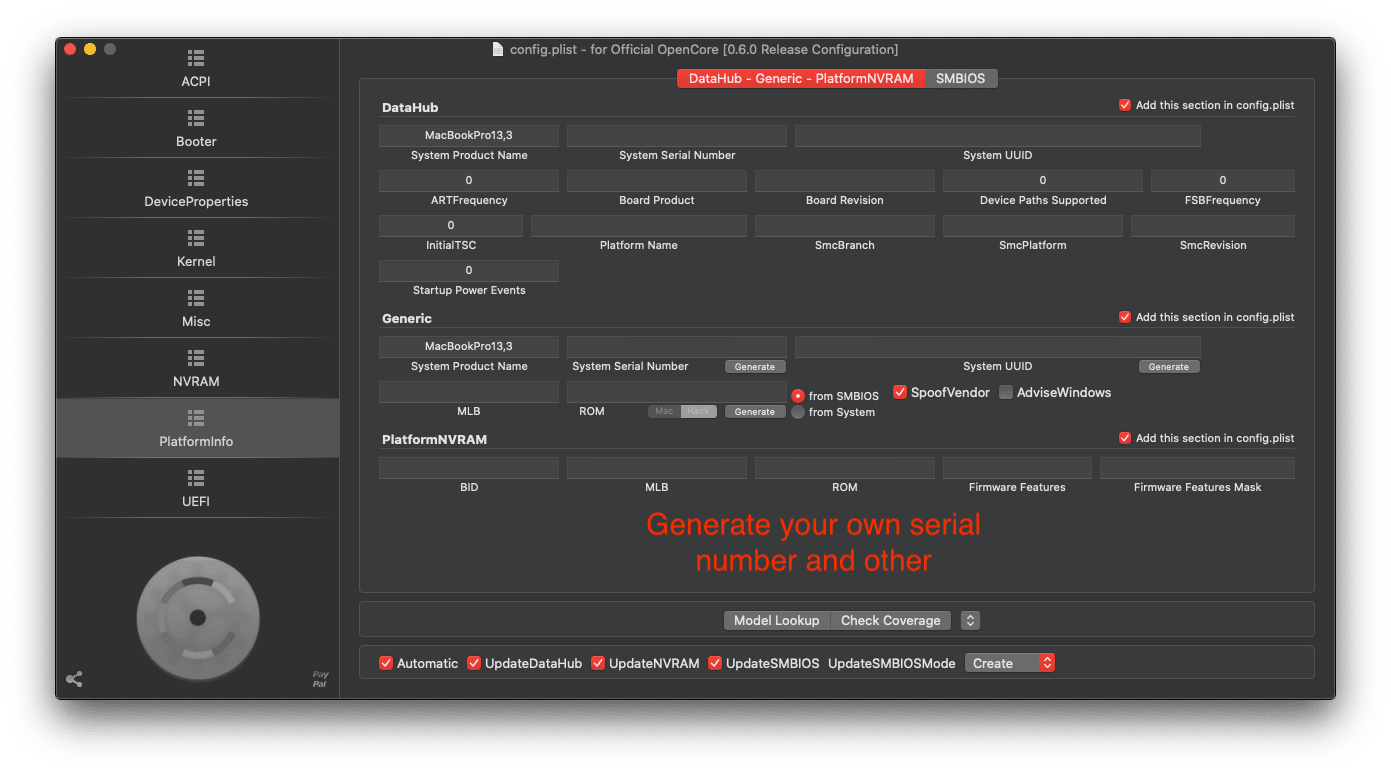 config.plist - for Official OpenCore [0.6.0 Release Configuration]
ACPI
Booter
DeviceProperties
Kernel
Misc
NVRAM
PlatformInfo
UEFI
Pay
Pal
DataHub - Generic - PlatformNVRAM SMBIOS
DataHub Add this section in config.plist
MacBookPro13,3
System Product Name System Serial Number System UUID
0 0 0
ARTFrequency Board Product Board Revision Device Paths Supported FSBFrequency
0
InitialTSC Platform Name SmcBranch SmcPlatform SmcRevision
0
Startup Power Events
Generic Add this section in config.plist
MacBookPro13,3
System Product Name System Serial Number Generate System UUID Generate
from SMBIOS SpoofVendor AdviseWindows
MLB ROM Mac Hack Generate from System
PlatformNVRAM Add this section in config.plist
BID MLB ROM Firmware Features Firmware Features Mask
Generate your own serial
number and other
Model Lookup Check Coverage
Automatic UpdateDataHub UpdateNVRAM UpdateSMBIOS UpdateSMBIOSMode Create